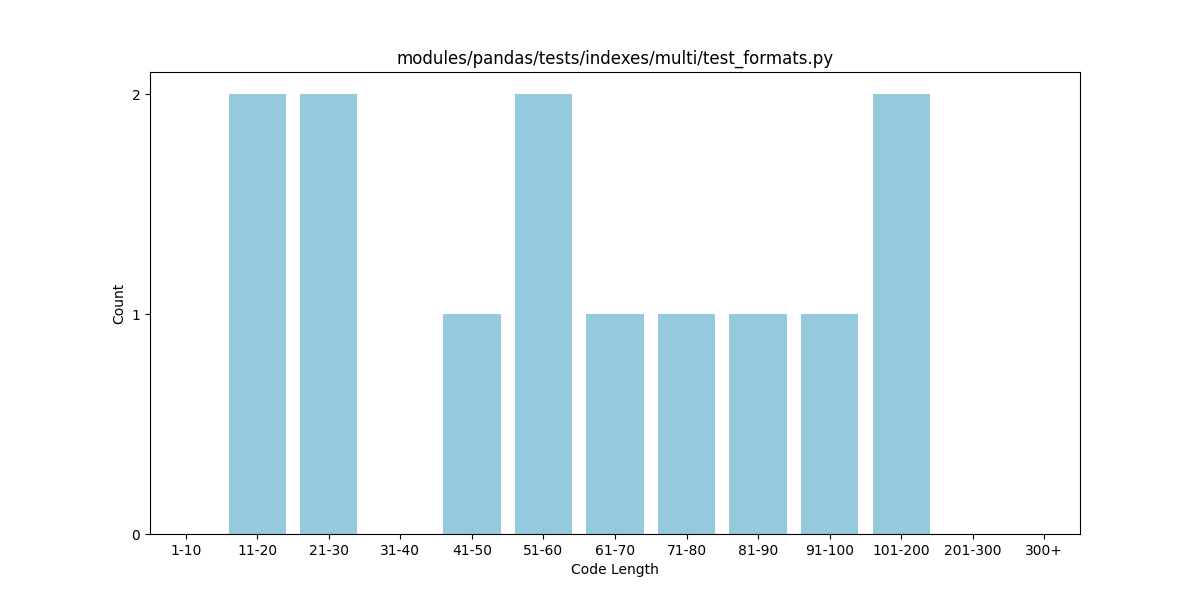 modules/pandas/tests/indexes/multi/test_formats.py
2
1
0
Count
1-10 11-20 21-30 31-40 41-50 51-60 61-70 71-80 81-90 91-100 101-200 201-300 300+
Code Length